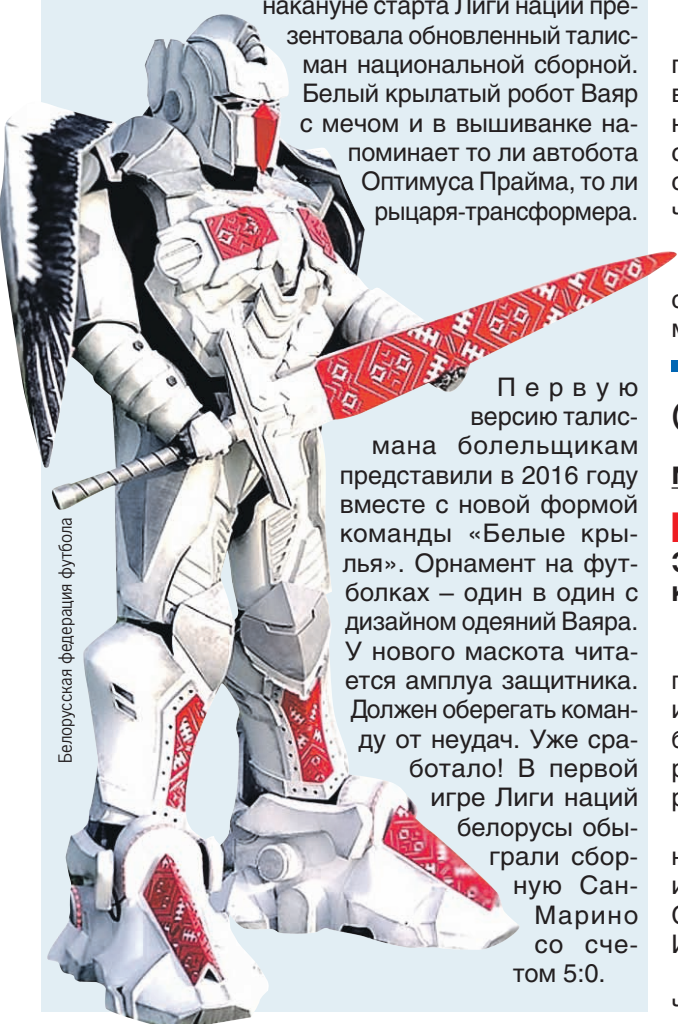 накануне старта Лиги наций пре-
зентовала обновленный талис-
ман национальной сборной.
Белый крылатый робот Ваяр
с мечом и в вышиванке на-
поминает то ли автобота
Оптимуса Прайма, то ли
рыцаря-трансформера.
Первую
версию талис-
мана болельщикам
представили в 2016 году
вместе с новой формой
команды «Белые кры-
лья». Орнамент на фут-
болках – один в один с
дизайном одеяний Ваяра.
У нового маскота чита-
ется амплуа защитника.
Должен оберегать коман-
ду от неудач. Уже сра-
ботало! В первой
игре Лиги наций
белорусы обы-
грали сбор-
ную Сан-
Марино
со сче-
том 5:0.
Белорусская федерация футбола